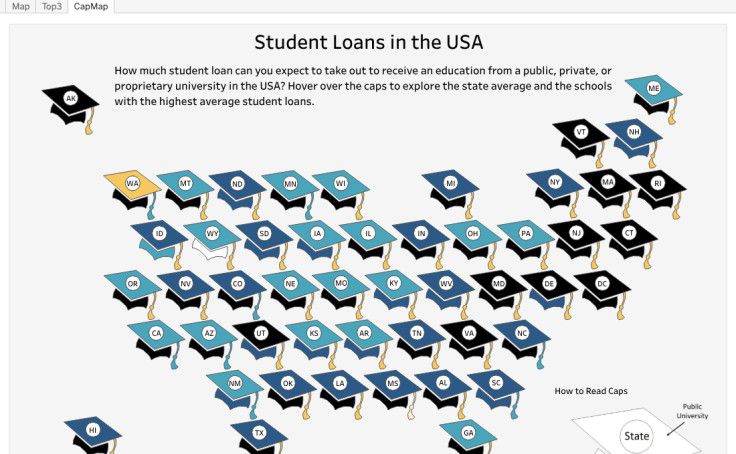 Map Top3 CapMap
Student Loans in the USA
How much student loan can you expect to take out to receive an education from a public, private, or
proprietary university in the USA? Hover over the caps to explore the state average and the schools
with the highest average student loans.
AK
ME
VT NH
WA MT ND MN WI MI NY MA RI
ID WY SD IA IL IN OH PA NJ CT
OR NV CO NE MO KY WV MD DE DC
CA AZ UT KS AR TN VA NC
NM OK LA MS AL SC
How to Read Caps
Public
University
HI TX GA
State